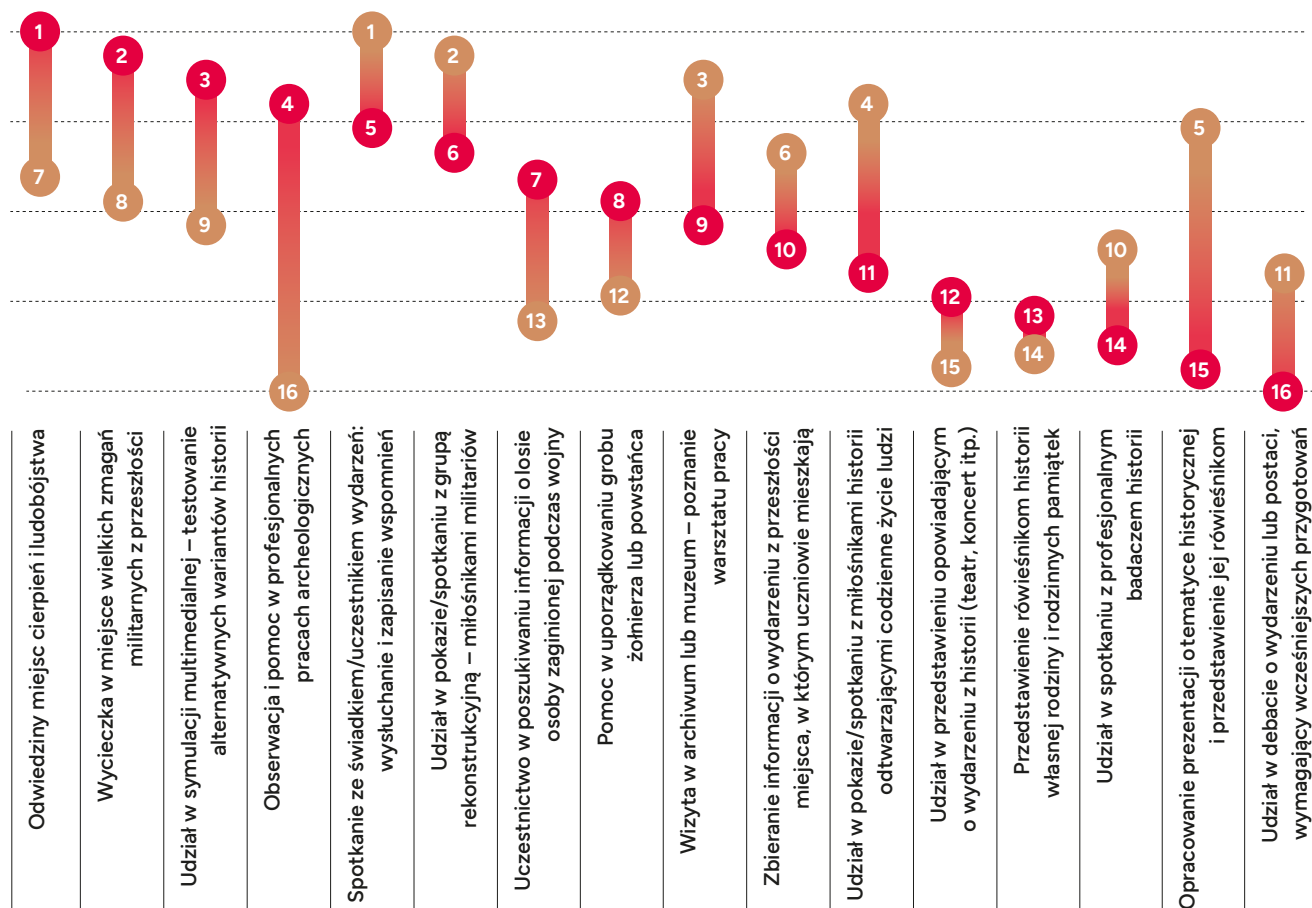 1
7
2
8
3
9
4
16
1
5
2
6
7
13
8
12
3
9
6
10
4
11
12
15
13
14
10
14
5
15
11
16
Odwiedziny miejsc cierpień i ludobójstwa
Wycieczka w miejsce wielkich zmagań
militarnych z przeszłości
Udział w symulacji multimedialnej – testowanie
alternatywnych wariantów historii
Obserwacja i pomoc w profesjonalnych
pracach archeologicznych
Spotkanie ze świadkiem/uczestnikiem wydarzeń:
wysłuchanie i zapisanie wspomnień
Udział w pokazie/spotkaniu z grupą
rekonstrukcyjną – miłośnikami militariów
Uczestnictwo w poszukiwaniu informacji olosie
osoby zaginionej podczas wojny
Pomoc w uporządkowaniu grobu
żołnierza lub powstańca
Wizyta w archiwum lub muzeum – poznanie
warsztatu pracy
Zbieranie informacji o wydarzeniu z przeszłości
miejsca, w którym uczniowie mieszkają
Udział w pokazie/spotkaniu z miłośnikami historii
odtwarzającymi codzienne życie ludzi
Udział w przedstawieniu opowiadającym
o wydarzeniu z historii (teatr, koncert itp.)
Przedstawienie rówieśnikom historii
własnej rodziny i rodzinnych pamiątek
Udział w spotkaniu z profesjonalnym
badaczem historii
Opracowanie prezentacji o tematyce historycznej
i przedstawienie jej rówieśnikom
Udział w debacie o wydarzeniu lub postaci,
wymagający wcześniejszych przygotowań